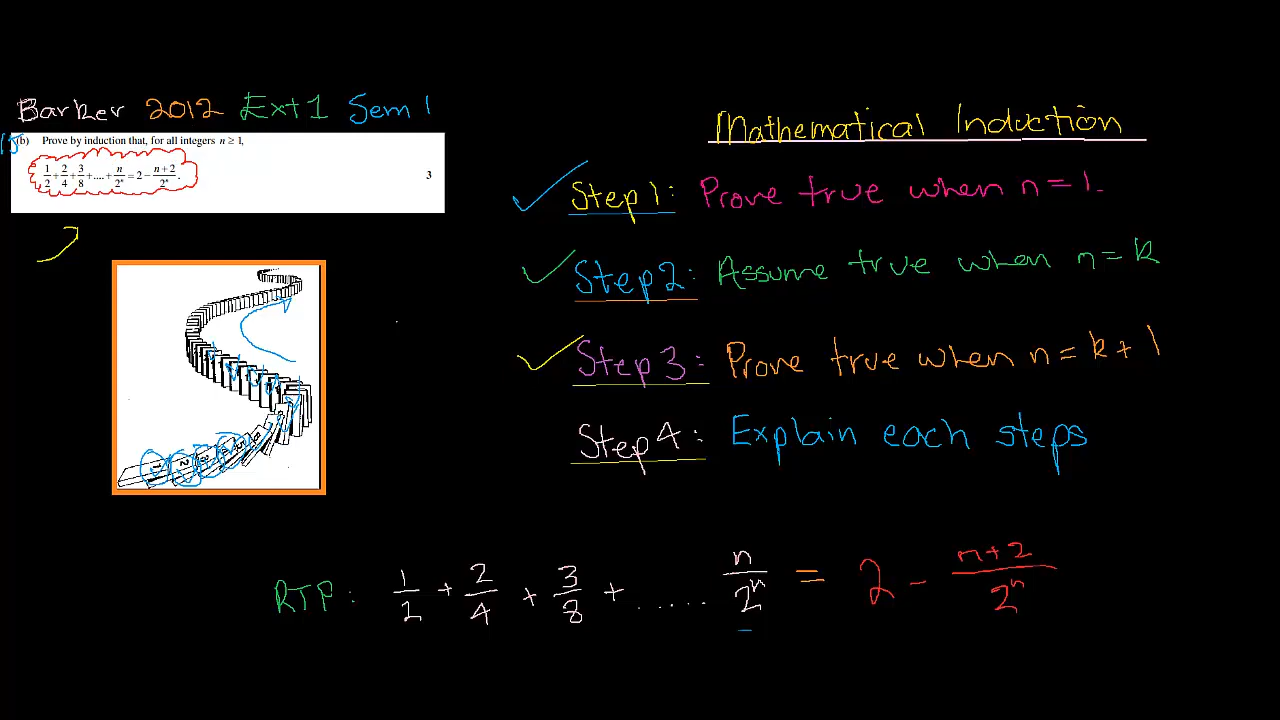 Barker 2012 Ext 1 Sem 1
15 (b) Prove by induction that, for all integers n ≥ 1,
1/2 + 2/4 + 3/8 + .... + n/2^n = 2 − (n+2)/2^n. 3
Mathematical Induction
Step 1: Prove true when n = 1.
Step 2: Assume true when n = k
Step 3: Prove true when n = k + 1
Step 4: Explain each steps
RTP: 1/2 + 2/4 + 3/8 + ...... n/2^n = 2 - (n+2)/2^n